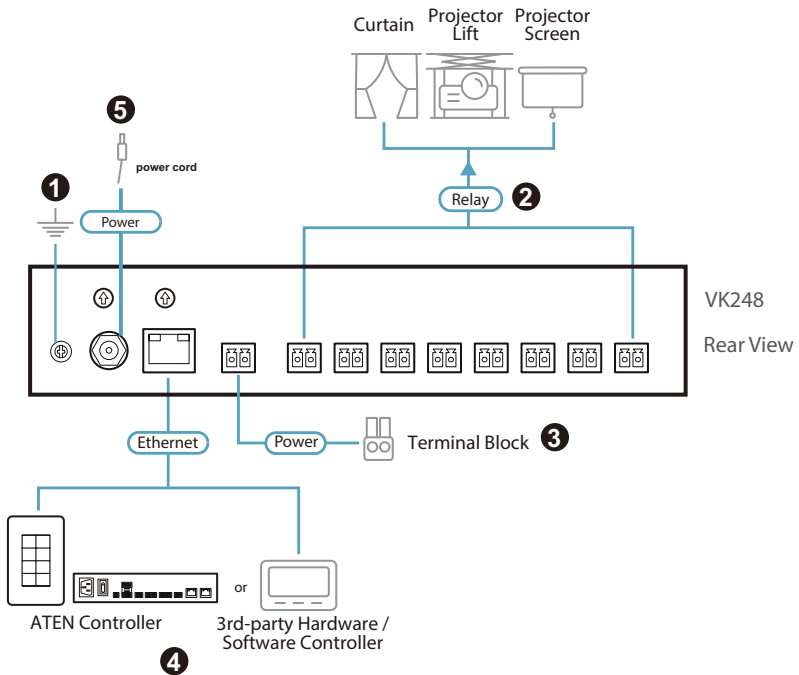 Curtain
Projector
Lift
Projector
Screen
5
power cord
1
Power
Relay
2
VK248
Rear View
Ethernet
Power
Terminal Block
3
or
ATEN Controller
3rd-party Hardware /
Software Controller
4